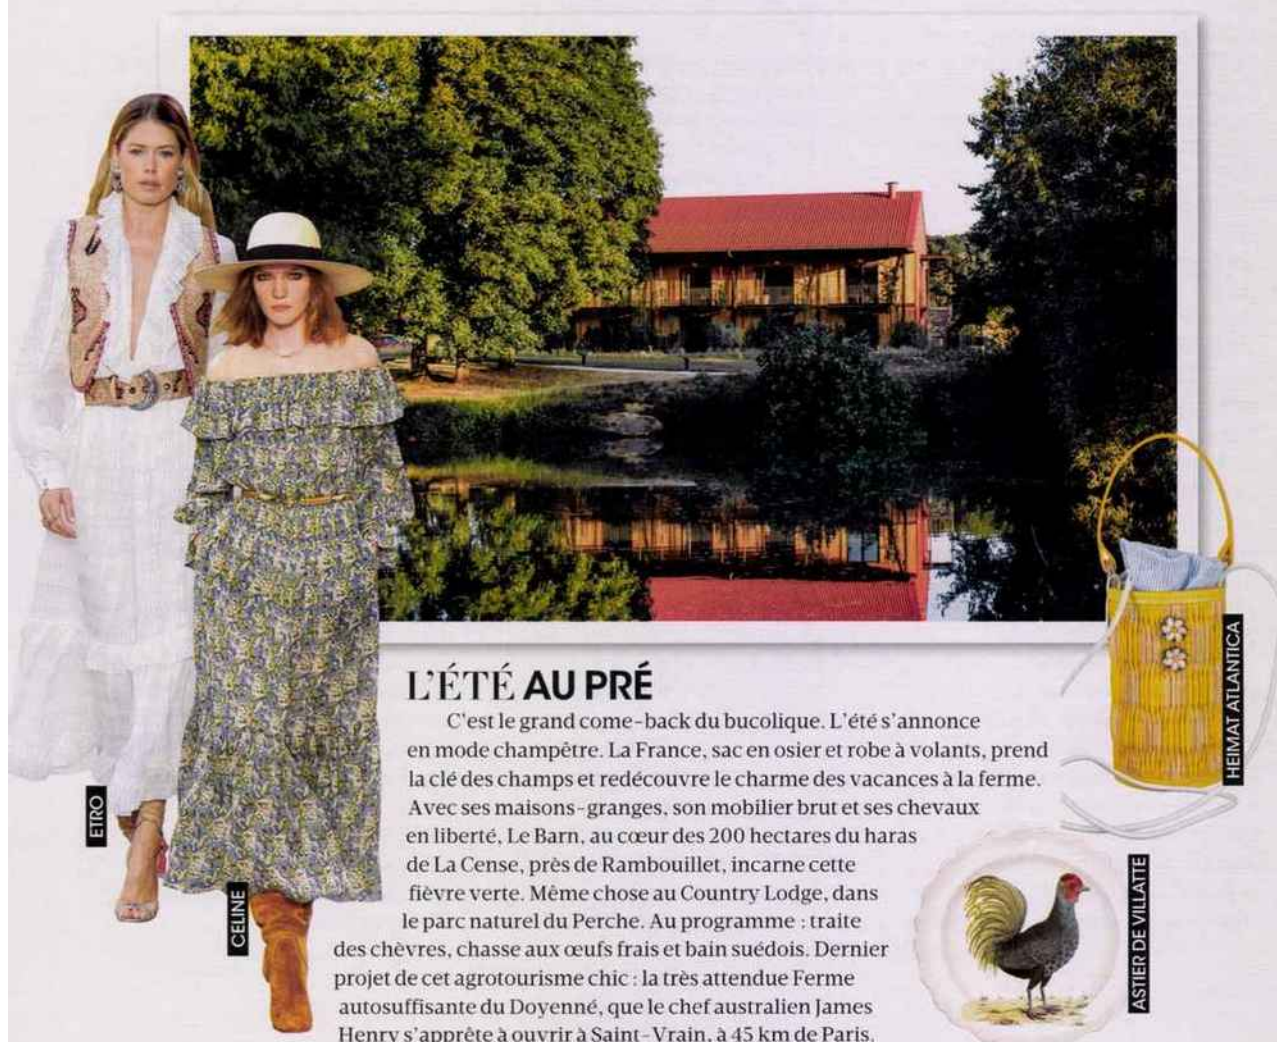 L'ÉTÉ AU PRÉ
C'est le grand come-back du bucolique. L'été s'annonce
en mode champêtre. La France, sac en osier et robe à volants, prend
la clé des champs et redécouvre le charme des vacances à la ferme.
Avec ses maisons-granges, son mobilier brut et ses chevaux
en liberté, Le Barn, au cœur des 200 hectares du haras
de La Cense, près de Rambouillet, incarne cette
fièvre verte. Même chose au Country Lodge, dans
le parc naturel du Perche. Au programme : traite
des chèvres, chasse aux œufs frais et bain suédois. Dernier
projet de cet agrotourisme chic : la très attendue Ferme
autosuffisante du Doyenné, que le chef australien James
Henry s'apprête à ouvrir à Saint-Vrain, à 45 km de Paris.
ETRO
CELINE
HEIMAT ATLANTICA
ASTIER DE VILLATTE